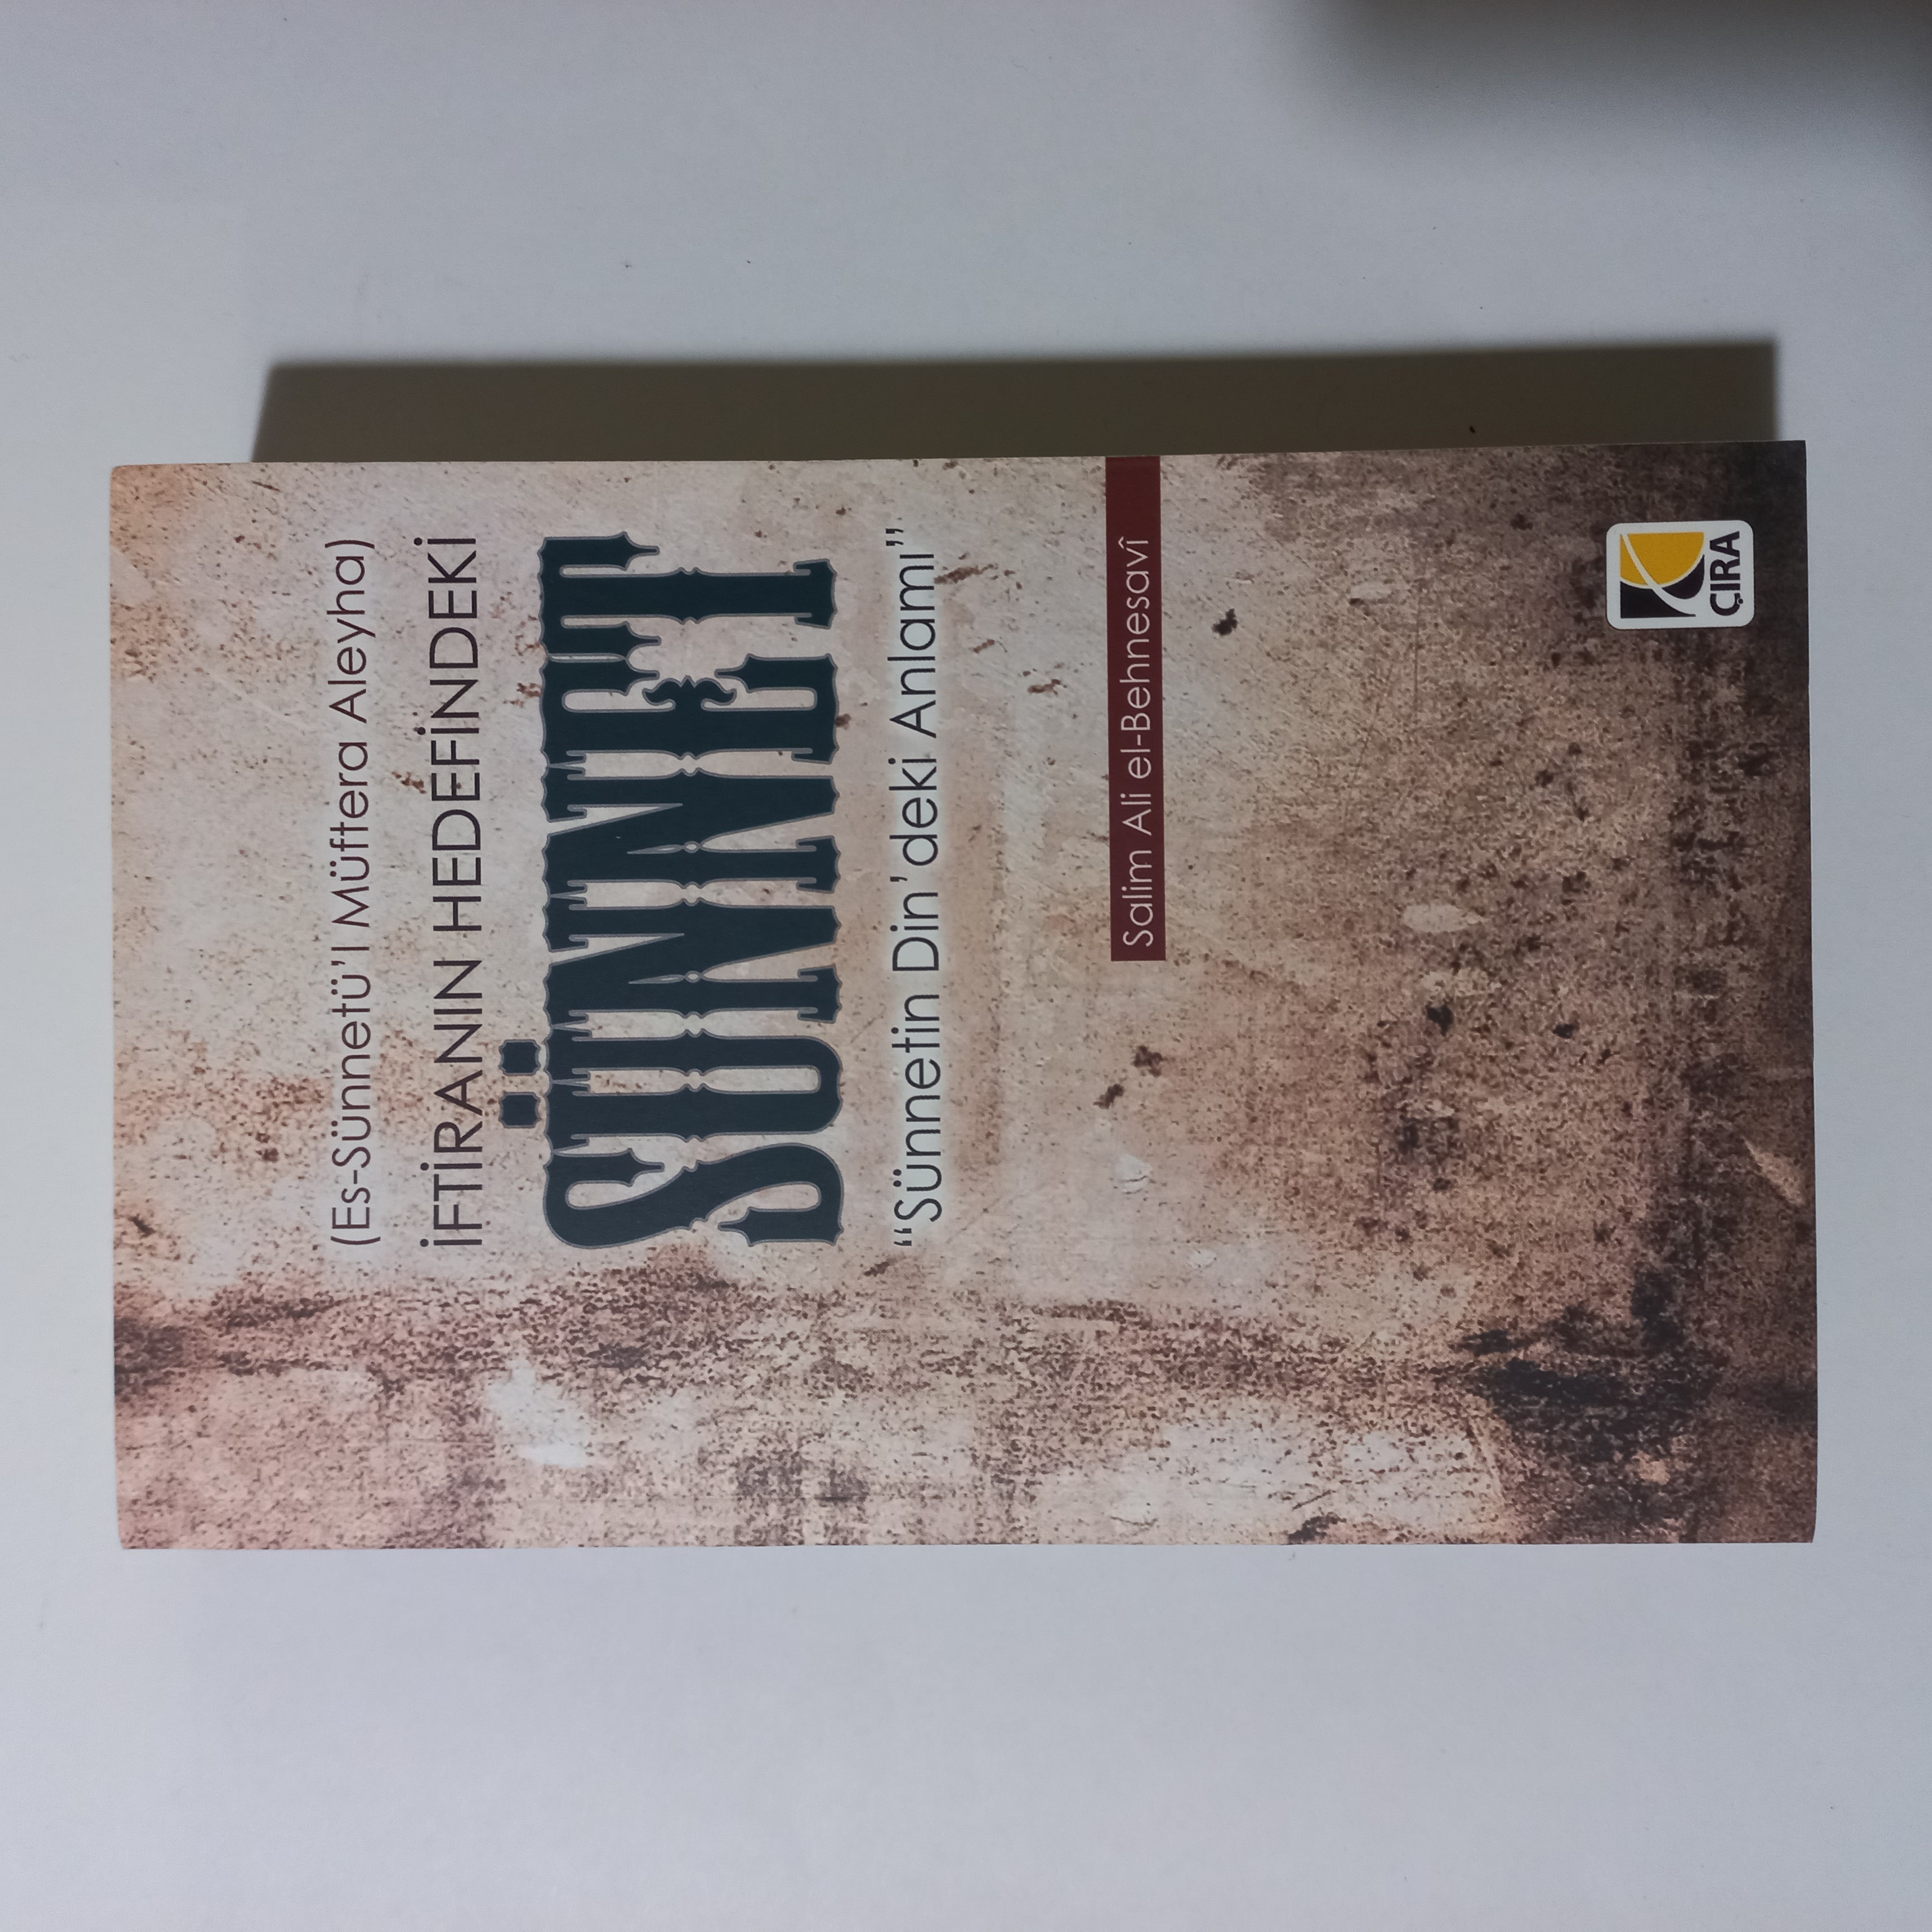 (Es-Sünnetü'l Müftera Aleyha)
İFTİRANIN HEDEFİNDEKİ
SÜNNET
“Sünnetin Din'deki Anlamı”
Salim Ali el-Behnesavî
ÇIRA